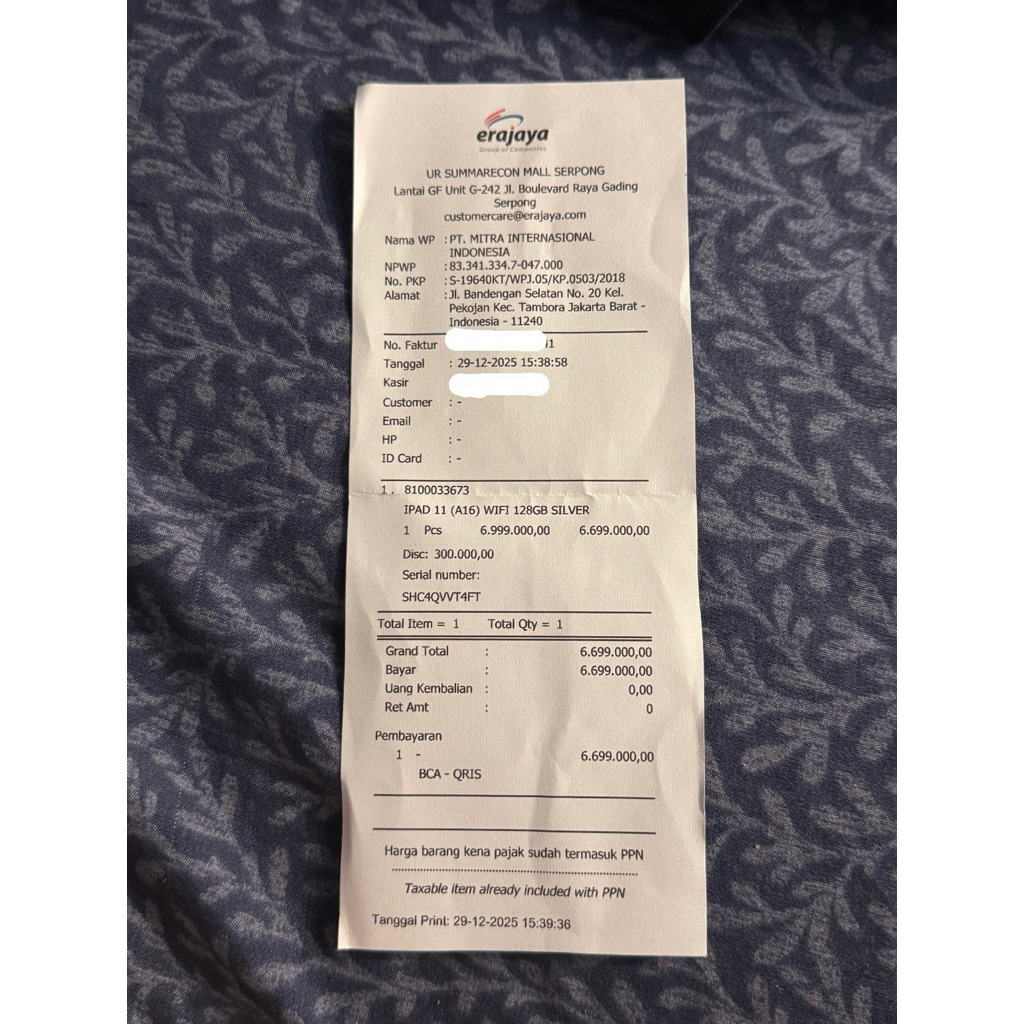 erajaya
Group of Companies
UR SUMMARECON MALL SERPONG
Lantai GF Unit G-242 Jl. Boulevard Raya Gading
Serpong
customercare@erajaya.com
Nama WP : PT. MITRA INTERNASIONAL
INDONESIA
NPWP : 83.341.334.7-047.000
No. PKP : S-19640KT/WPJ.05/KP.0503/2018
Alamat : Jl. Bandengan Selatan No. 20 Kel.
Pekojan Kec. Tambora Jakarta Barat -
Indonesia - 11240
No. Faktur
Tanggal : 29-12-2025 15:38:58
Kasir
Customer : -
Email : -
HP : -
ID Card : -
1 . 8100033673
IPAD 11 (A16) WIFI 128GB SILVER
1 Pcs 6.999.000,00 6.699.000,00
Disc: 300.000,00
Serial number:
SHC4QVVT4FT
Total Item = 1 Total Qty = 1
Grand Total : 6.699.000,00
Bayar : 6.699.000,00
Uang Kembalian : 0,00
Ret Amt : 0
Pembayaran
1 - 6.699.000,00
BCA - QRIS
Harga barang kena pajak sudah termasuk PPN
Taxable item already included with PPN
Tanggal Print: 29-12-2025 15:39:36